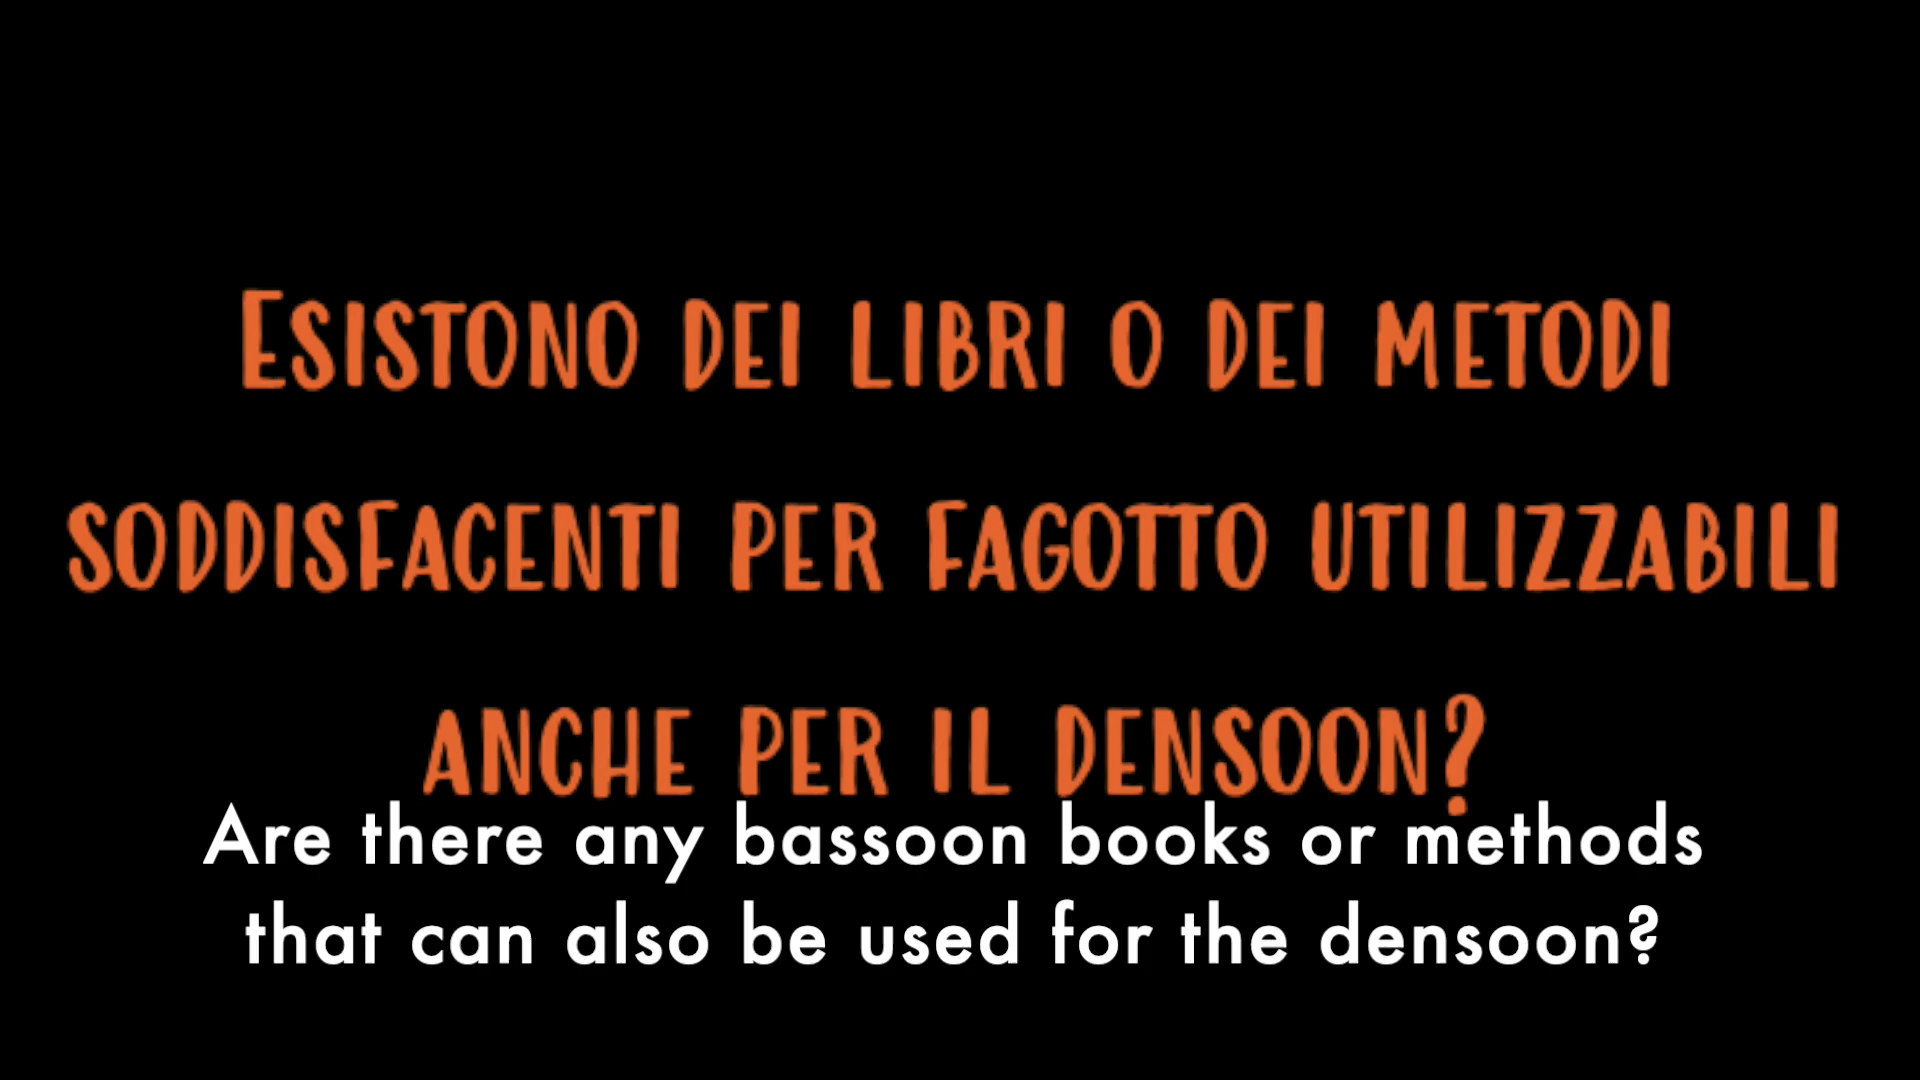 Esistono dei libri o dei metodi
soddisfacenti per fagotto utilizzabili
anche per il densoon?
Are there any bassoon books or methods
that can also be used for the densoon?